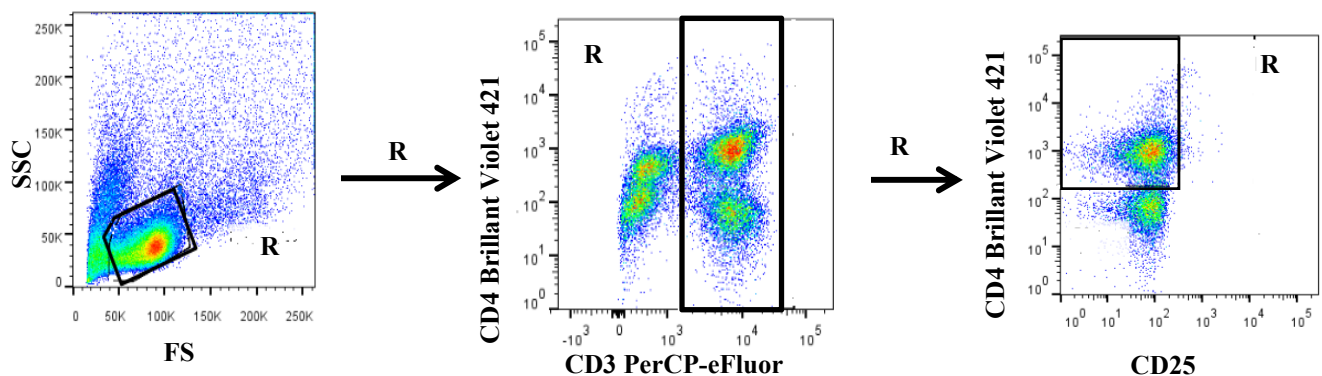 250K
200K
150K
100K
50K
0
SSC
R
0 50K 100K 150K 200K 250K
FS
R
10^5
10^4
10^3
10^2
10^1
10^0
CD4 Brillant Violet 421
R
-10^3 0 10^3 10^4 10^5
CD3 PerCP-eFluor
R
10^5
10^4
10^3
10^2
10^1
10^0
CD4 Brillant Violet 421
R
10^0 10^1 10^2 10^3 10^4 10^5
CD25